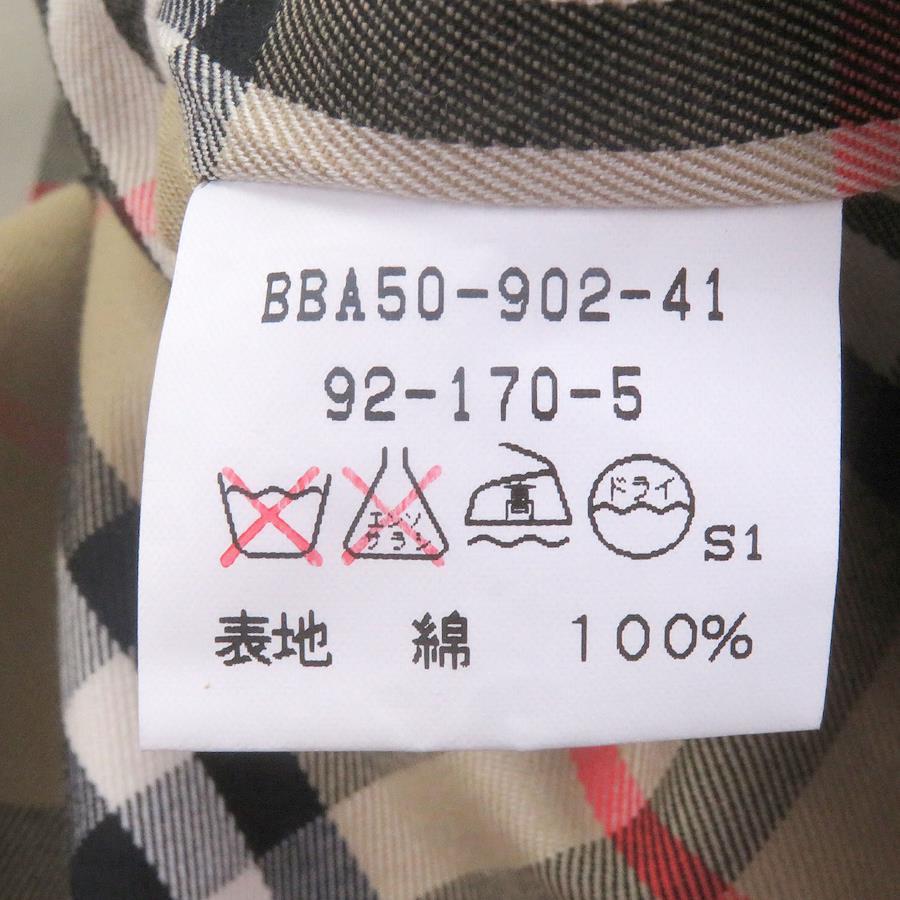 BBA50-902-41
92-170-5
エンソ
サラシ
高
ドライ
S1
表地 綿 100%